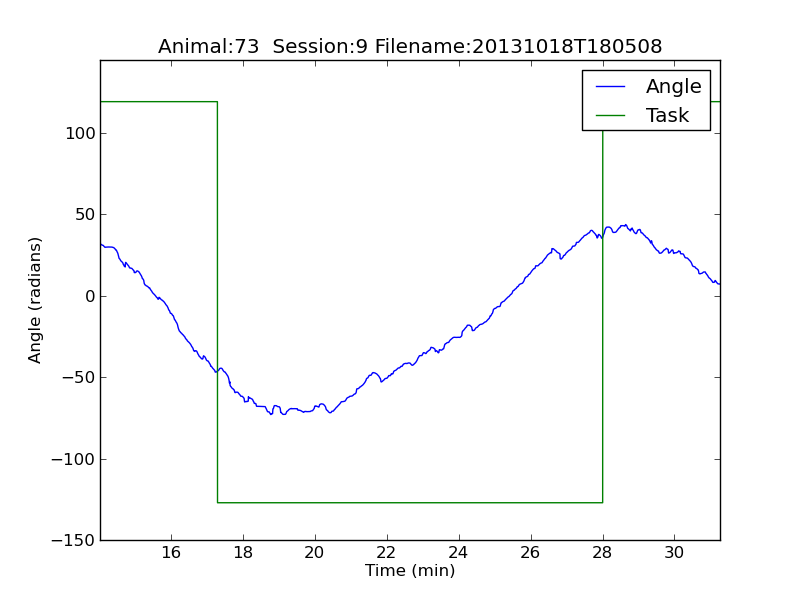 Animal:73  Session:9 Filename:20131018T180508
Angle
Task
Angle (radians)
100
50
0
−50
−100
−150
16 18 20 22 24 26 28 30
Time (min)